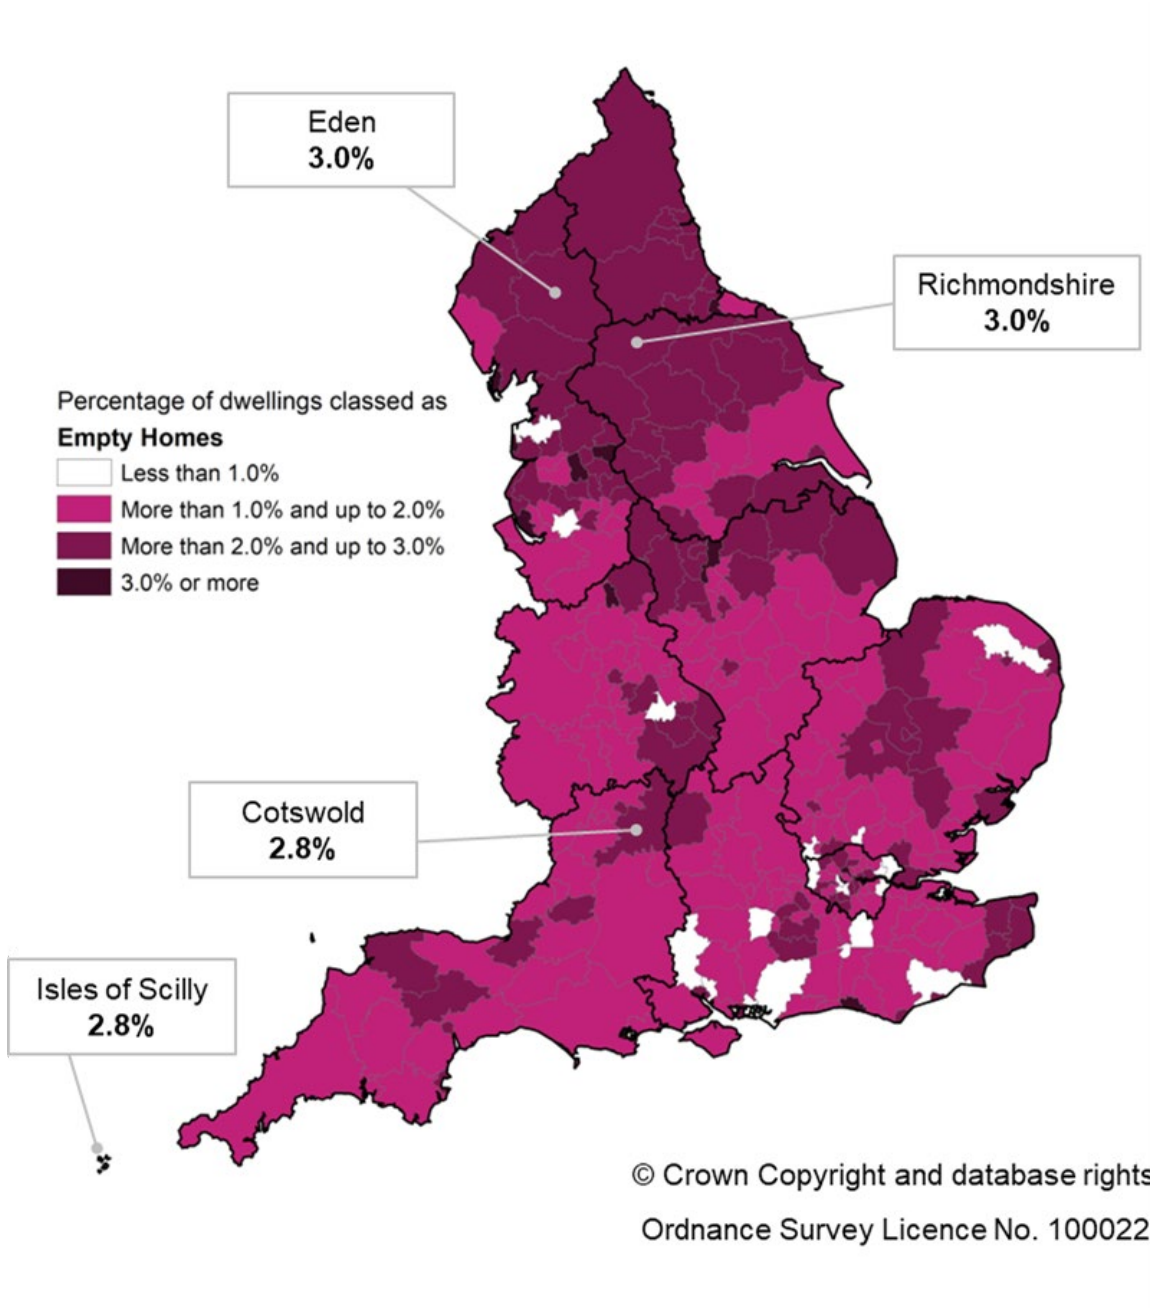 Eden
3.0%
Richmondshire
3.0%
Percentage of dwellings classed as
Empty Homes
Less than 1.0%
More than 1.0% and up to 2.0%
More than 2.0% and up to 3.0%
3.0% or more
Cotswold
2.8%
Isles of Scilly
2.8%
© Crown Copyright and database rights
Ordnance Survey Licence No. 100022